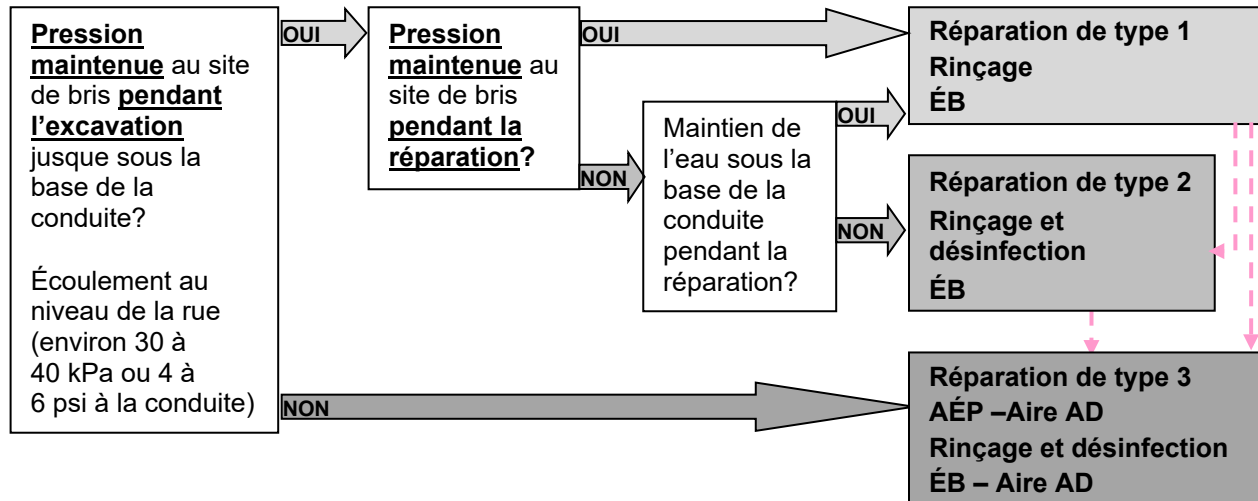 Pression
maintenue au site
de bris pendant
l'excavation
jusque sous la
base de la
conduite?
Écoulement au
niveau de la rue
(environ 30 à
40 kPa ou 4 à
6 psi à la conduite)
OUI
NON
Pression
maintenue au
site de bris
pendant la
réparation?
OUI
NON
Maintien de
l'eau sous la
base de la
conduite
pendant la
réparation?
OUI
NON
Réparation de type 1
Rinçage
ÉB
Réparation de type 2
Rinçage et
désinfection
ÉB
Réparation de type 3
AÉP –Aire AD
Rinçage et désinfection
ÉB – Aire AD